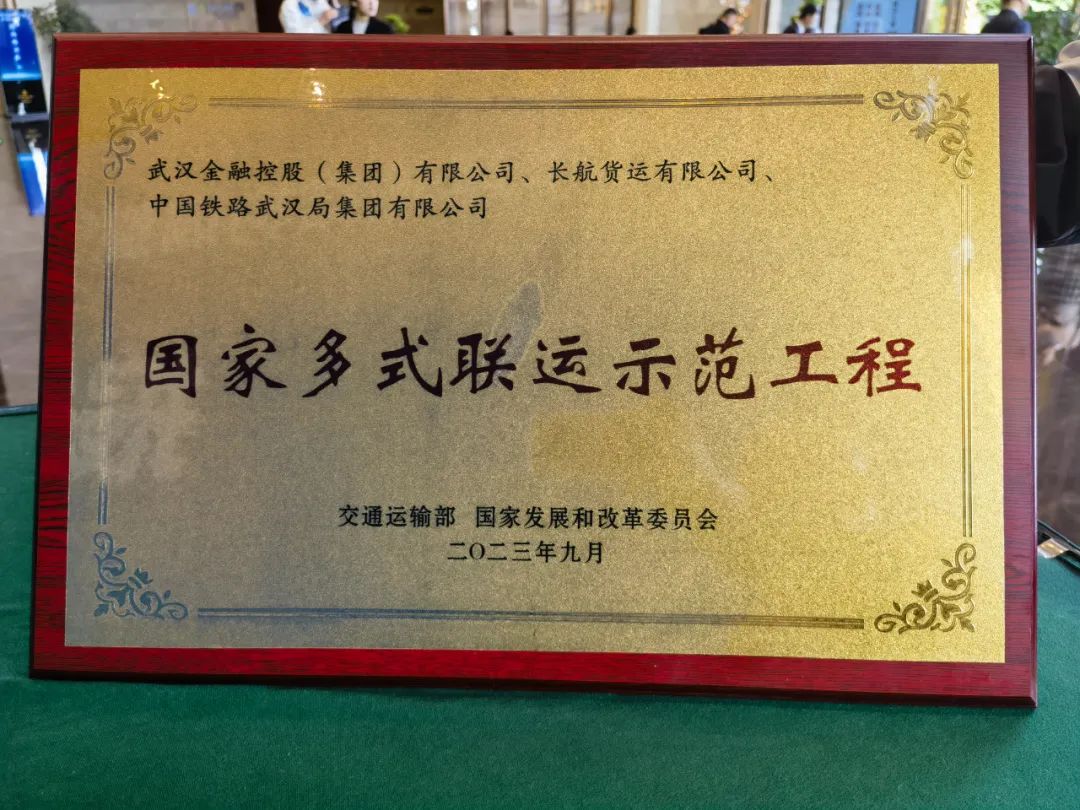 武汉金融控股（集团）有限公司、长航货运有限公司、
中国铁路武汉局集团有限公司
国家多式联运示范工程
交通运输部 国家发展和改革委员会
二〇二三年九月